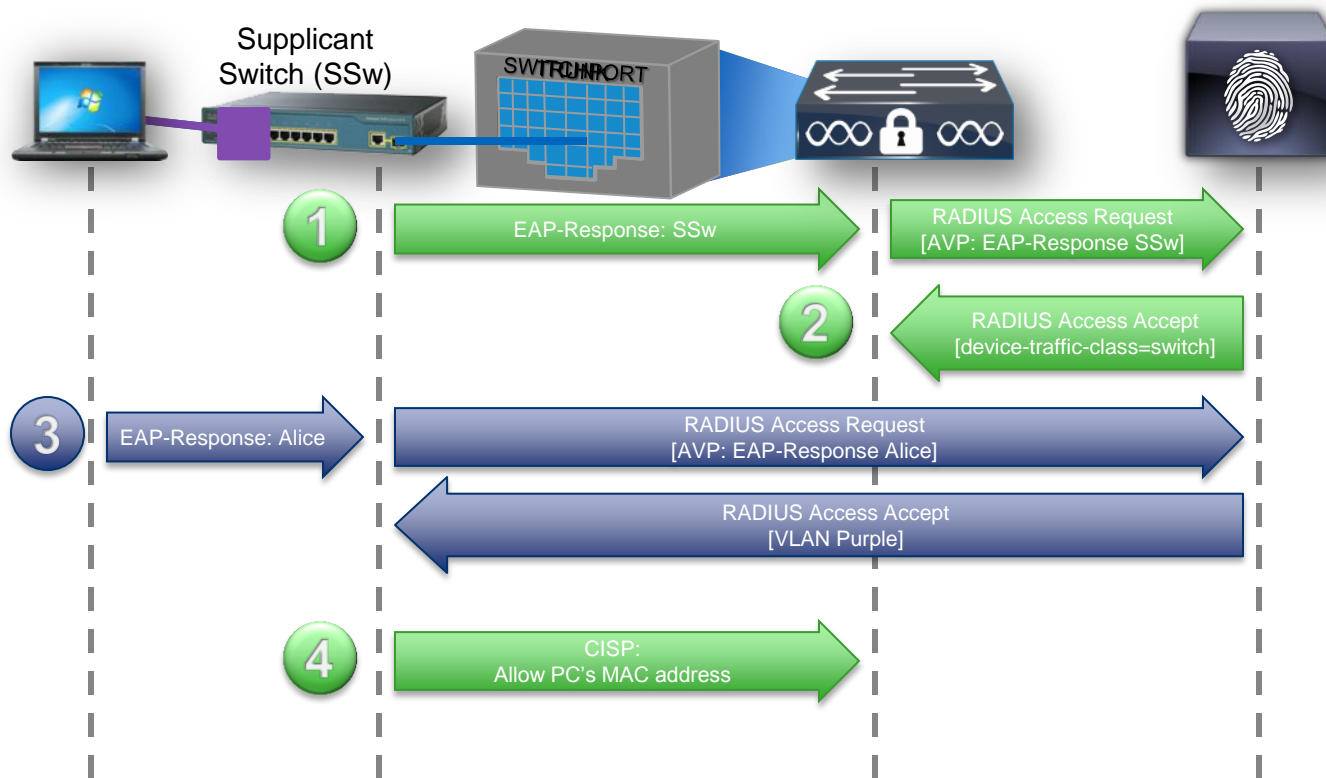 Supplicant
Switch (SSw)
SWITCHPORT
TRUNK
1
EAP-Response: SSw
RADIUS Access Request
[AVP: EAP-Response SSw]
2
RADIUS Access Accept
[device-traffic-class=switch]
3
EAP-Response: Alice
RADIUS Access Request
[AVP: EAP-Response Alice]
RADIUS Access Accept
[VLAN Purple]
4
CISP:
Allow PC’s MAC address